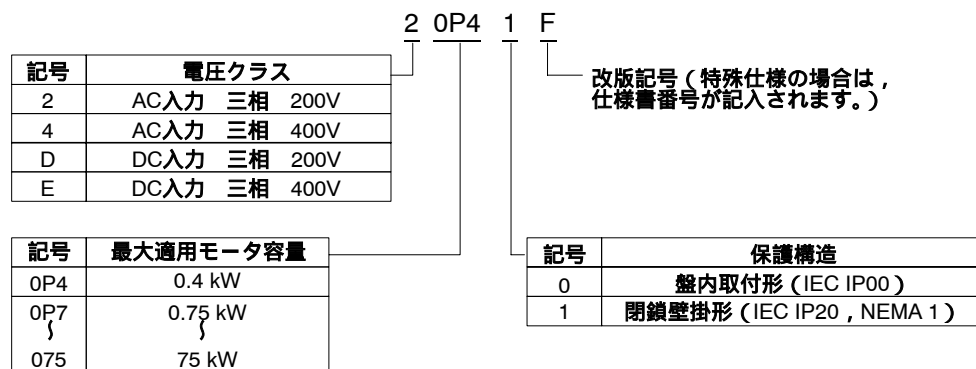 2 0P4 1 F
記号 電圧クラス
2 AC入力 三相 200V
4 AC入力 三相 400V
D DC入力 三相 200V
E DC入力 三相 400V
改版記号(特殊仕様の場合は,
仕様書番号が記入されます。)
記号 最大適用モータ容量
0P4 0.4 kW
0P7 0.75 kW
〜 〜
075 75 kW
記号 保護構造
0 盤内取付形(IEC IP00)
1 閉鎖壁掛形(IEC IP20,NEMA 1)